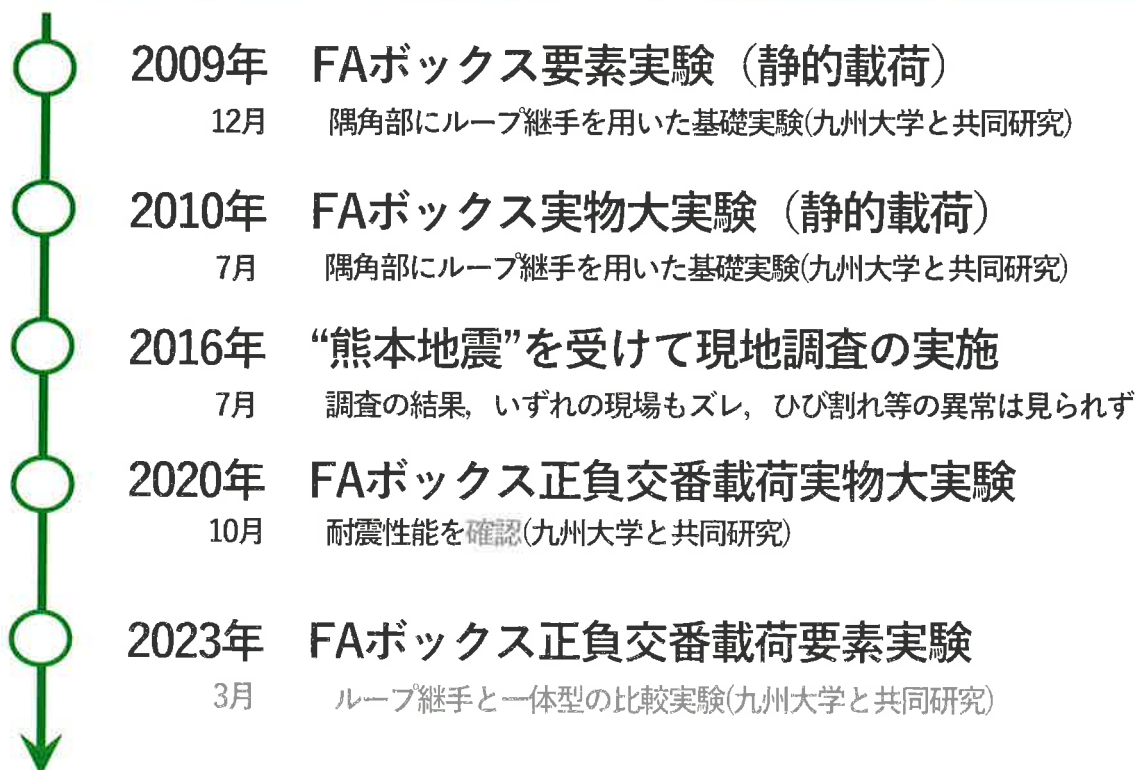 2009年 FAボックス要素実験（静的載荷）
12月 隅角部にループ継手を用いた基礎実験(九州大学と共同研究)
2010年 FAボックス実物大実験（静的載荷）
7月 隅角部にループ継手を用いた基礎実験(九州大学と共同研究)
2016年 “熊本地震”を受けて現地調査の実施
7月 調査の結果，いずれの現場もズレ，ひび割れ等の異常は見られず
2020年 FAボックス正負交番載荷実物大実験
10月 耐震性能を確認(九州大学と共同研究)
2023年 FAボックス正負交番載荷要素実験
3月 ループ継手と一体型の比較実験(九州大学と共同研究)